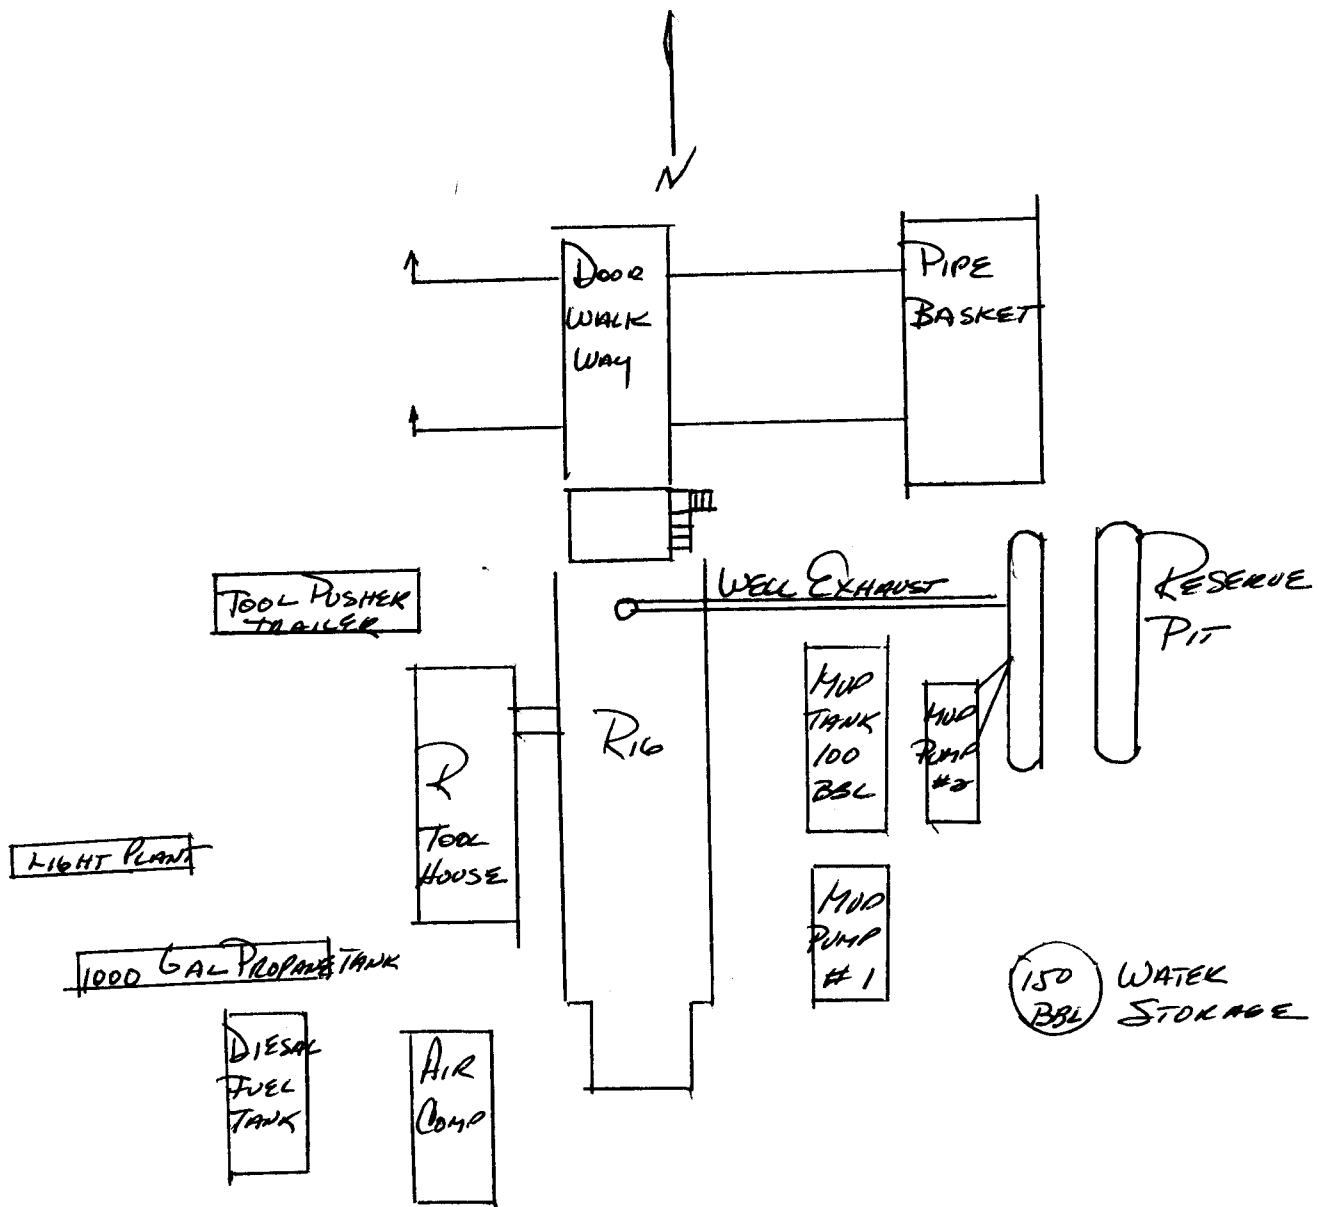 N
DOOR
WALK
WAY
PIPE
BASKET
WELL EXHAUST
RESERVE
PIT
TOOL PUSHER
TRAILER
RIG
MUD
TANK
100
BBL
MUD
PUMP
#2
R
TOOL
HOUSE
LIGHT PLANT
MUD
PUMP
#1
1000 GAL PROPANE TANK
150
BBL
WATER
STORAGE
DIESAL
FUEL
TANK
AIR
COMP